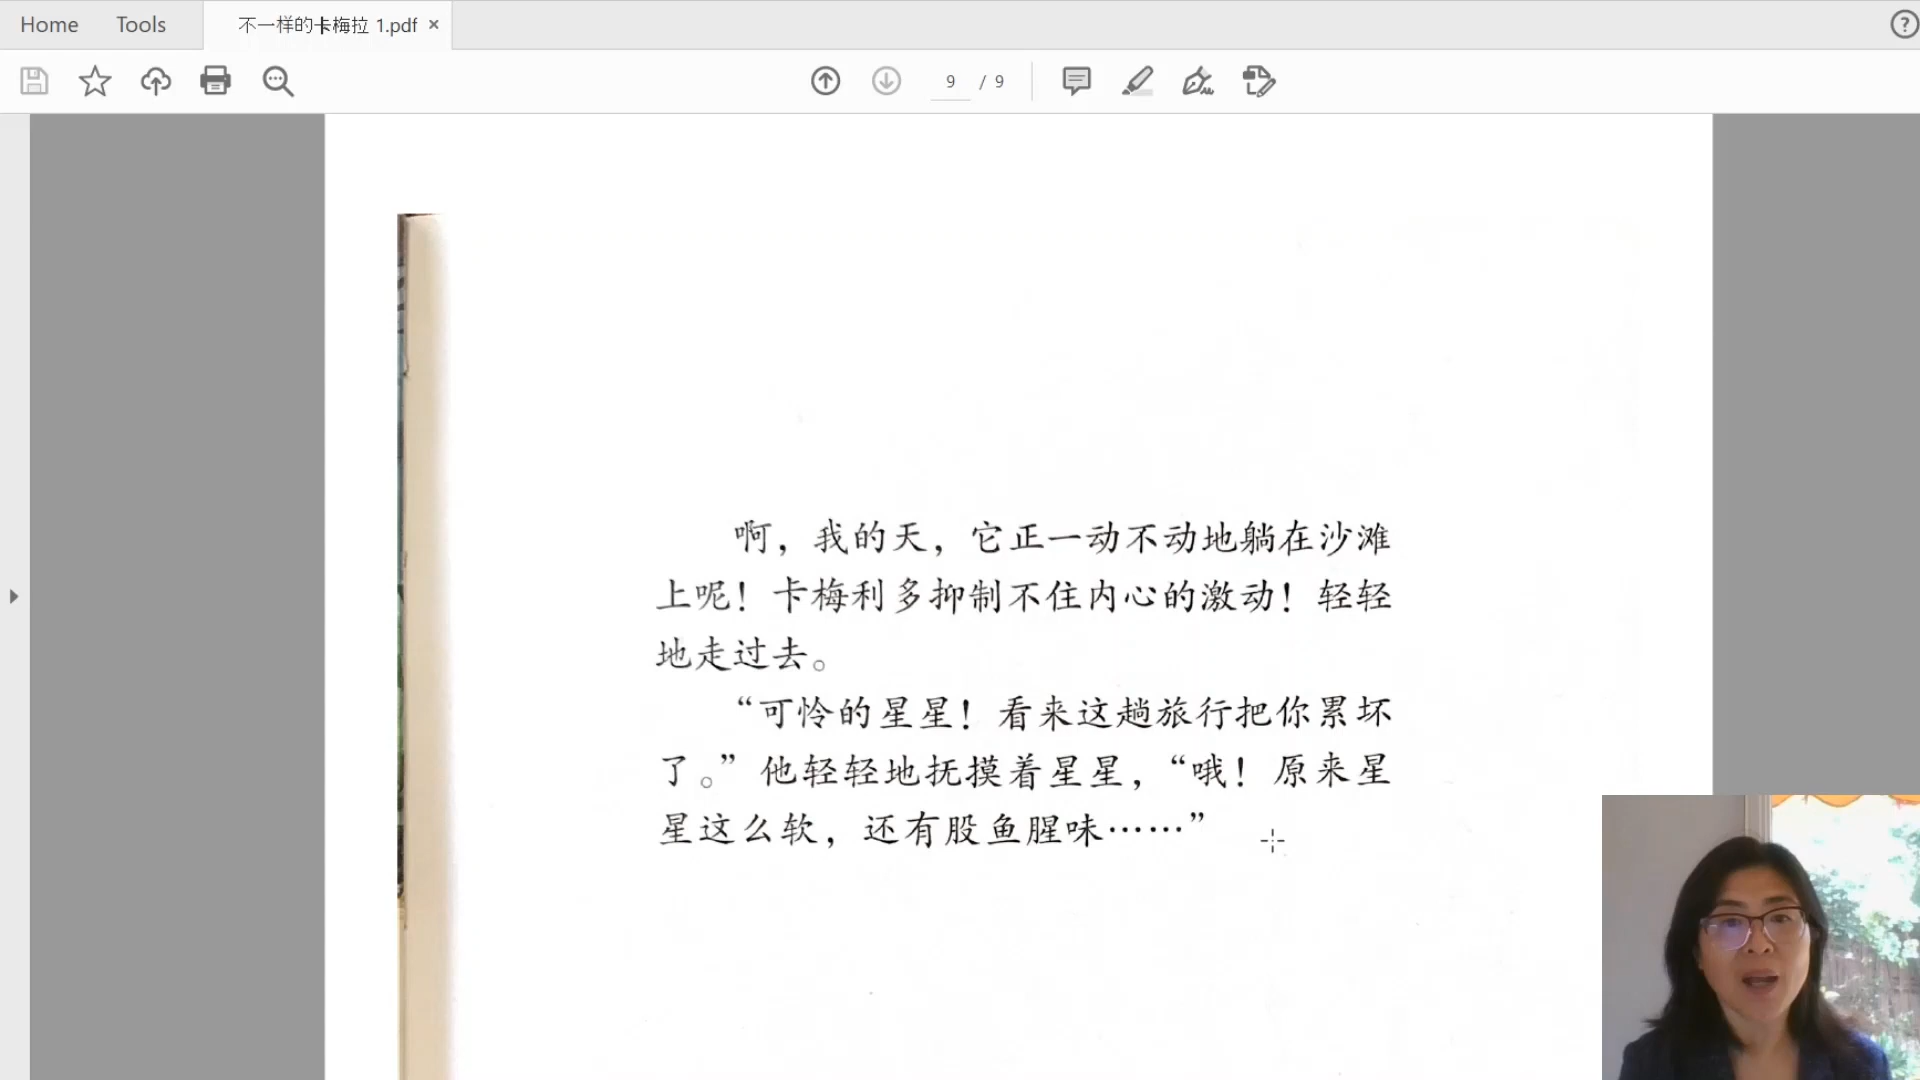 Home Tools 不一样的卡梅拉 1.pdf ×
9 / 9
啊，我的天，它正一动不动地躺在沙滩
上呢！卡梅利多抑制不住内心的激动！轻轻
地走过去。
“可怜的星星！看来这趟旅行把你累坏
了。”他轻轻地抚摸着星星，“哦！原来星
星这么软，还有股鱼腥味……”